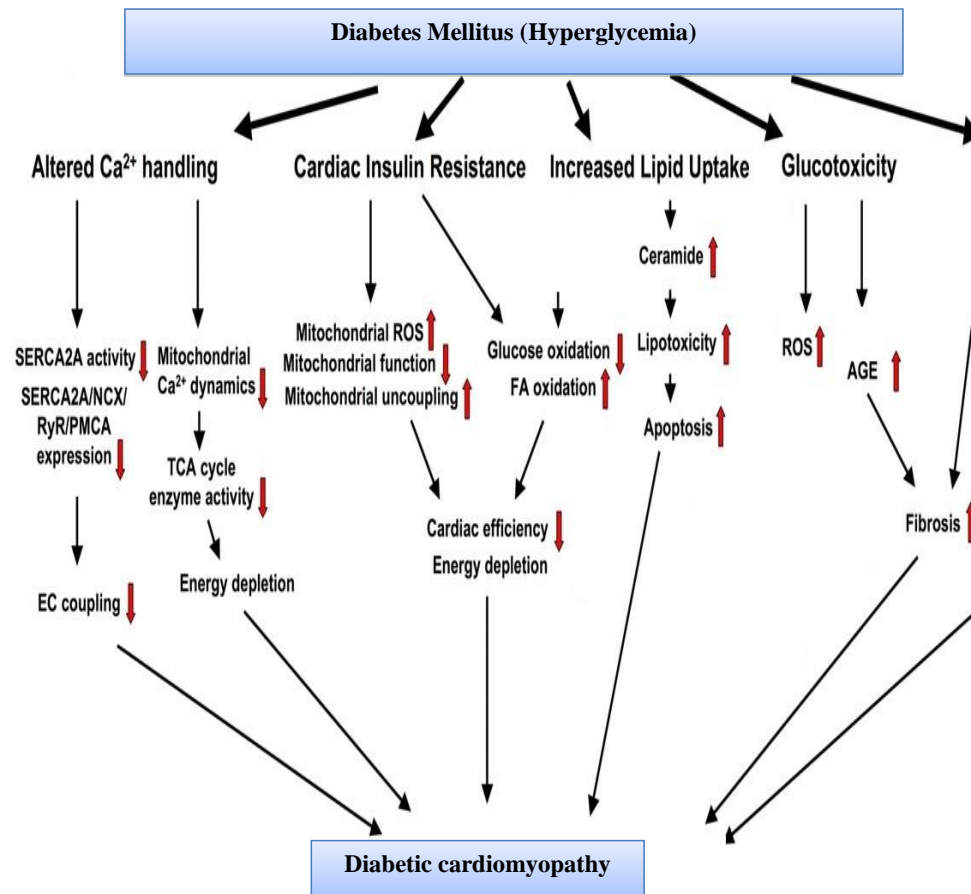 Diabetes Mellitus (Hyperglycemia)
Altered Ca²⁺ handling
Cardiac Insulin Resistance
Increased Lipid Uptake
Glucotoxicity
Ceramide
SERCA2A activity
SERCA2A/NCX/
RyR/PMCA
expression
Mitochondrial
Ca²⁺ dynamics
Mitochondrial ROS
Mitochondrial function
Mitochondrial uncoupling
Glucose oxidation
FA oxidation
Lipotoxicity
ROS
AGE
Apoptosis
TCA cycle
enzyme activity
Cardiac efficiency
Energy depletion
Fibrosis
Energy depletion
EC coupling
Diabetic cardiomyopathy